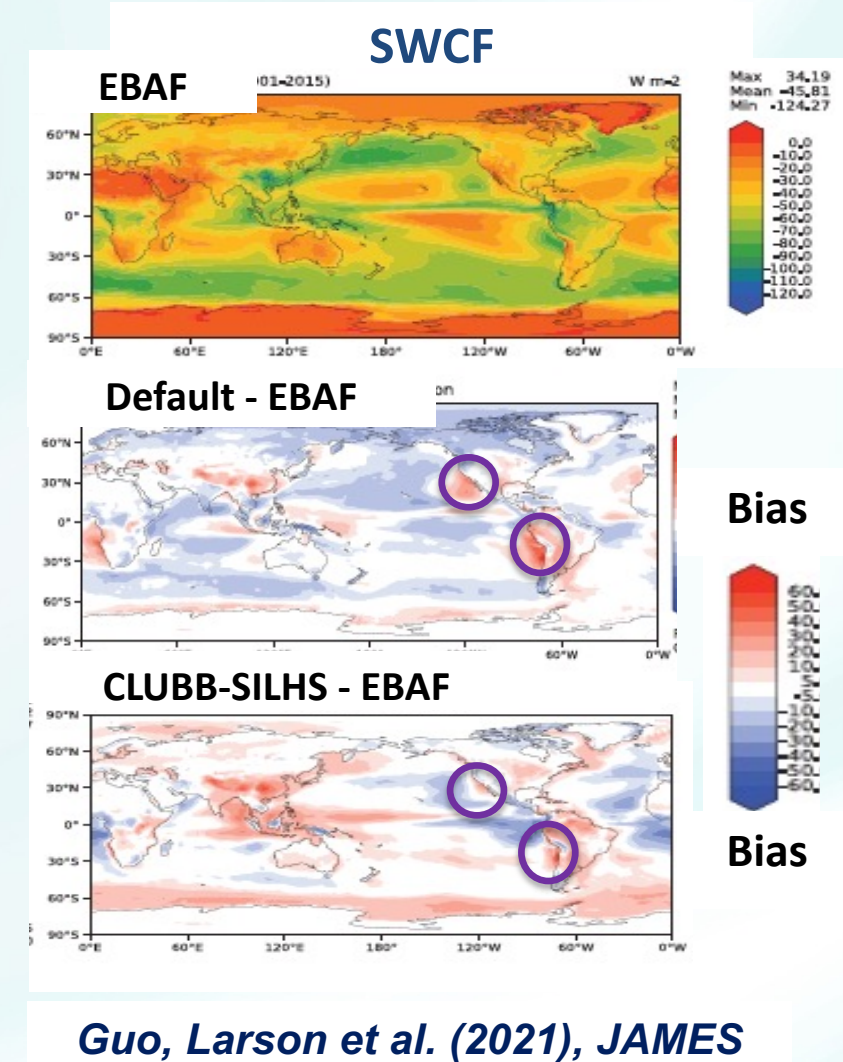 SWCF
EBAF
01-2015) W m-2
Max 34.19
Mean -45.81
Min -124.27
60°N
30°N
0°
30°S
60°S
90°S
0°E 60°E 120°E 180° 120°W 60°W 0°W
0.0
-10.0
-20.0
-30.0
-40.0
-50.0
-60.0
-70.0
-80.0
-90.0
-100.0
-110.0
-120.0
Default - EBAF on
60°N
30°N
0°
30°S
60°S
90°S
60°W 0°W
Bias
60.
50.
40.
30.
20.
10.
5.
-5.
-10.
-20.
-30.
-40.
-50.
-60.
CLUBB-SILHS - EBAF
90°N
60°N
30°N
0°
30°S
60°S
90°S
0°E 60°E 120°E 180° 120°W 60°W 0°W
Bias
Guo, Larson et al. (2021), JAMES